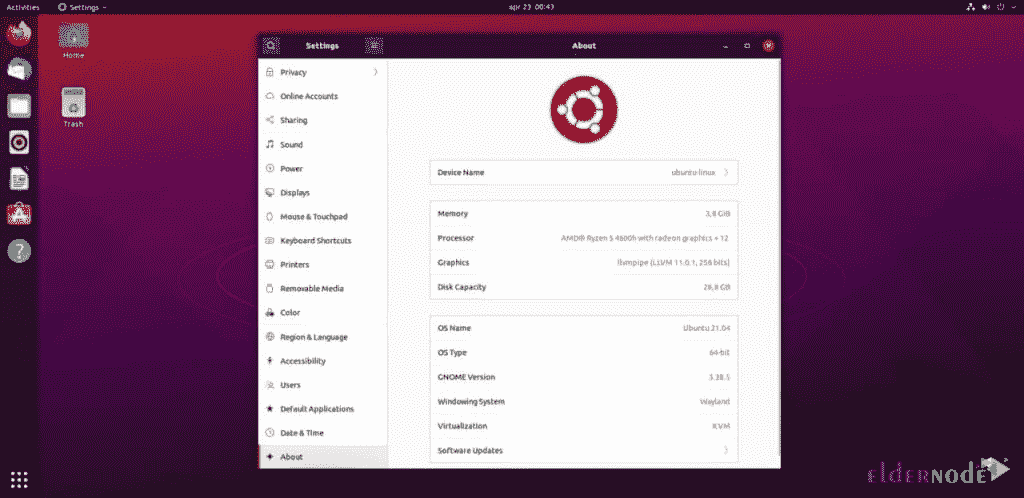 Activities
Settings
apr 23 00:43
Home
Trash
Settings
About
Privacy
Online Accounts
Sharing
Sound
Power
Displays
Mouse & Touchpad
Keyboard Shortcuts
Printers
Removable Media
Color
Region & Language
Accessibility
Users
Default Applications
Date & Time
About
Device Name ubuntu-linux
Memory 3,8 GiB
Processor AMD® Ryzen 5 4600h with radeon graphics × 12
Graphics llvmpipe (LLVM 11.0.1, 256 bits)
Disk Capacity 26,8 GB
OS Name Ubuntu 21.04
OS Type 64-bit
GNOME Version 3.38.5
Windowing System Wayland
Virtualization KVM
Software Updates
ELDERNODE